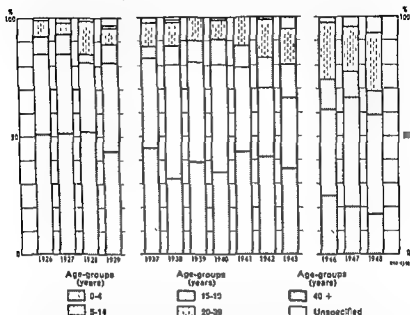 % %
100 100
50
0 0
1926 1927 1928 1929 1937 1938 1939 1940 1941 1942 1943 1946 1947 1948
Age-groups (years) Age-groups (years) Age-groups (years)
0-4 15-19 40 +
5-14 20-39 Unspecified